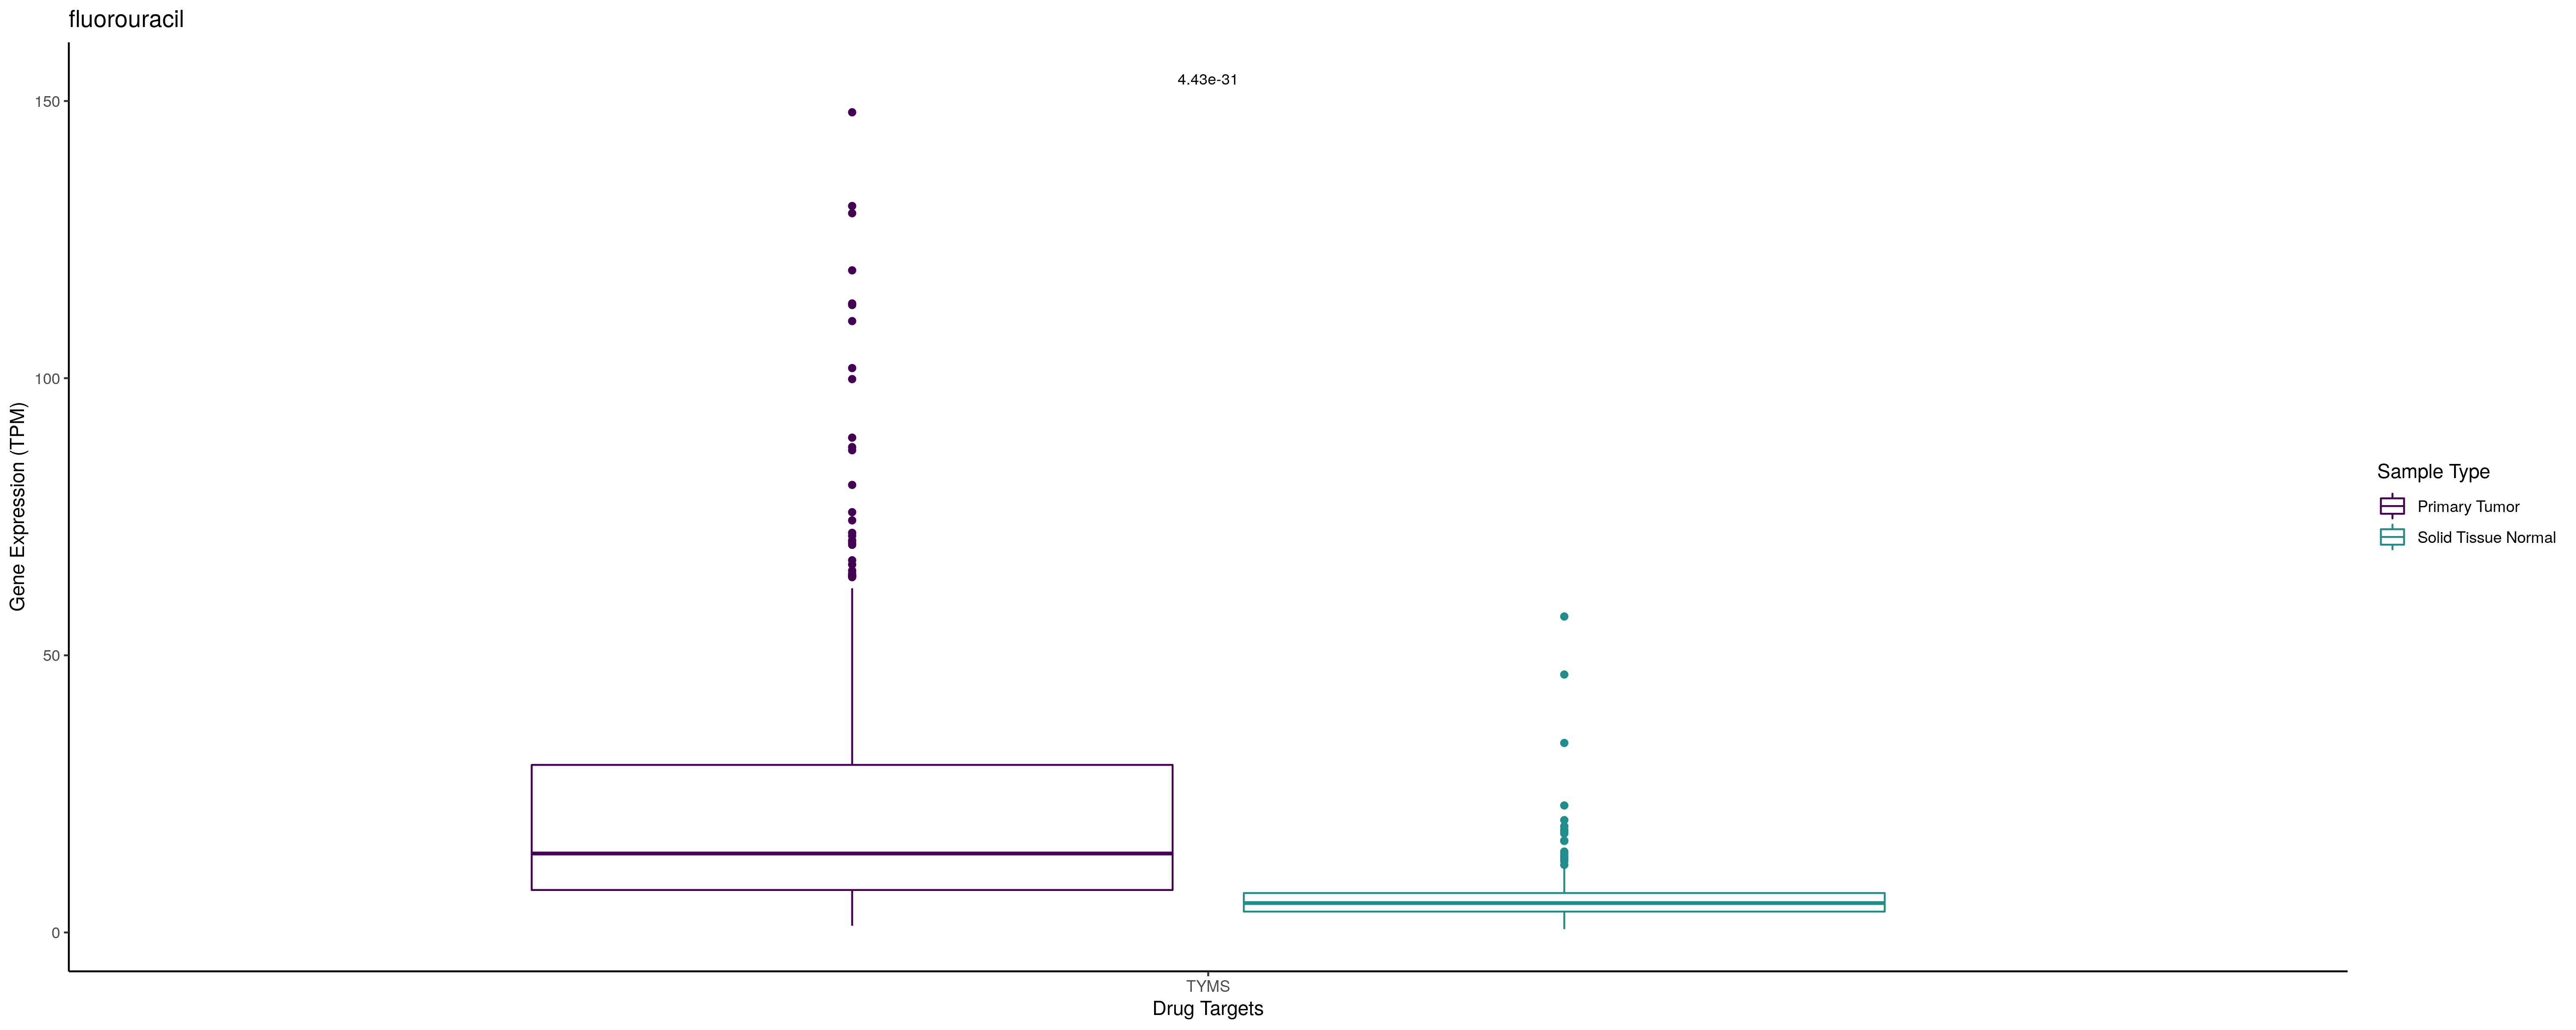 fluorouracil
4.43e-31
150
100
50
0
Gene Expression (TPM)
TYMS
Drug Targets
Sample Type
Primary Tumor
Solid Tissue Normal